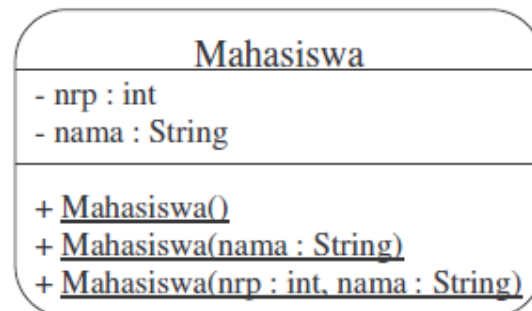 Mahasiswa
- nrp : int
- nama : String
+ Mahasiswa()
+ Mahasiswa(nama : String)
+ Mahasiswa(nrp : int, nama : String)